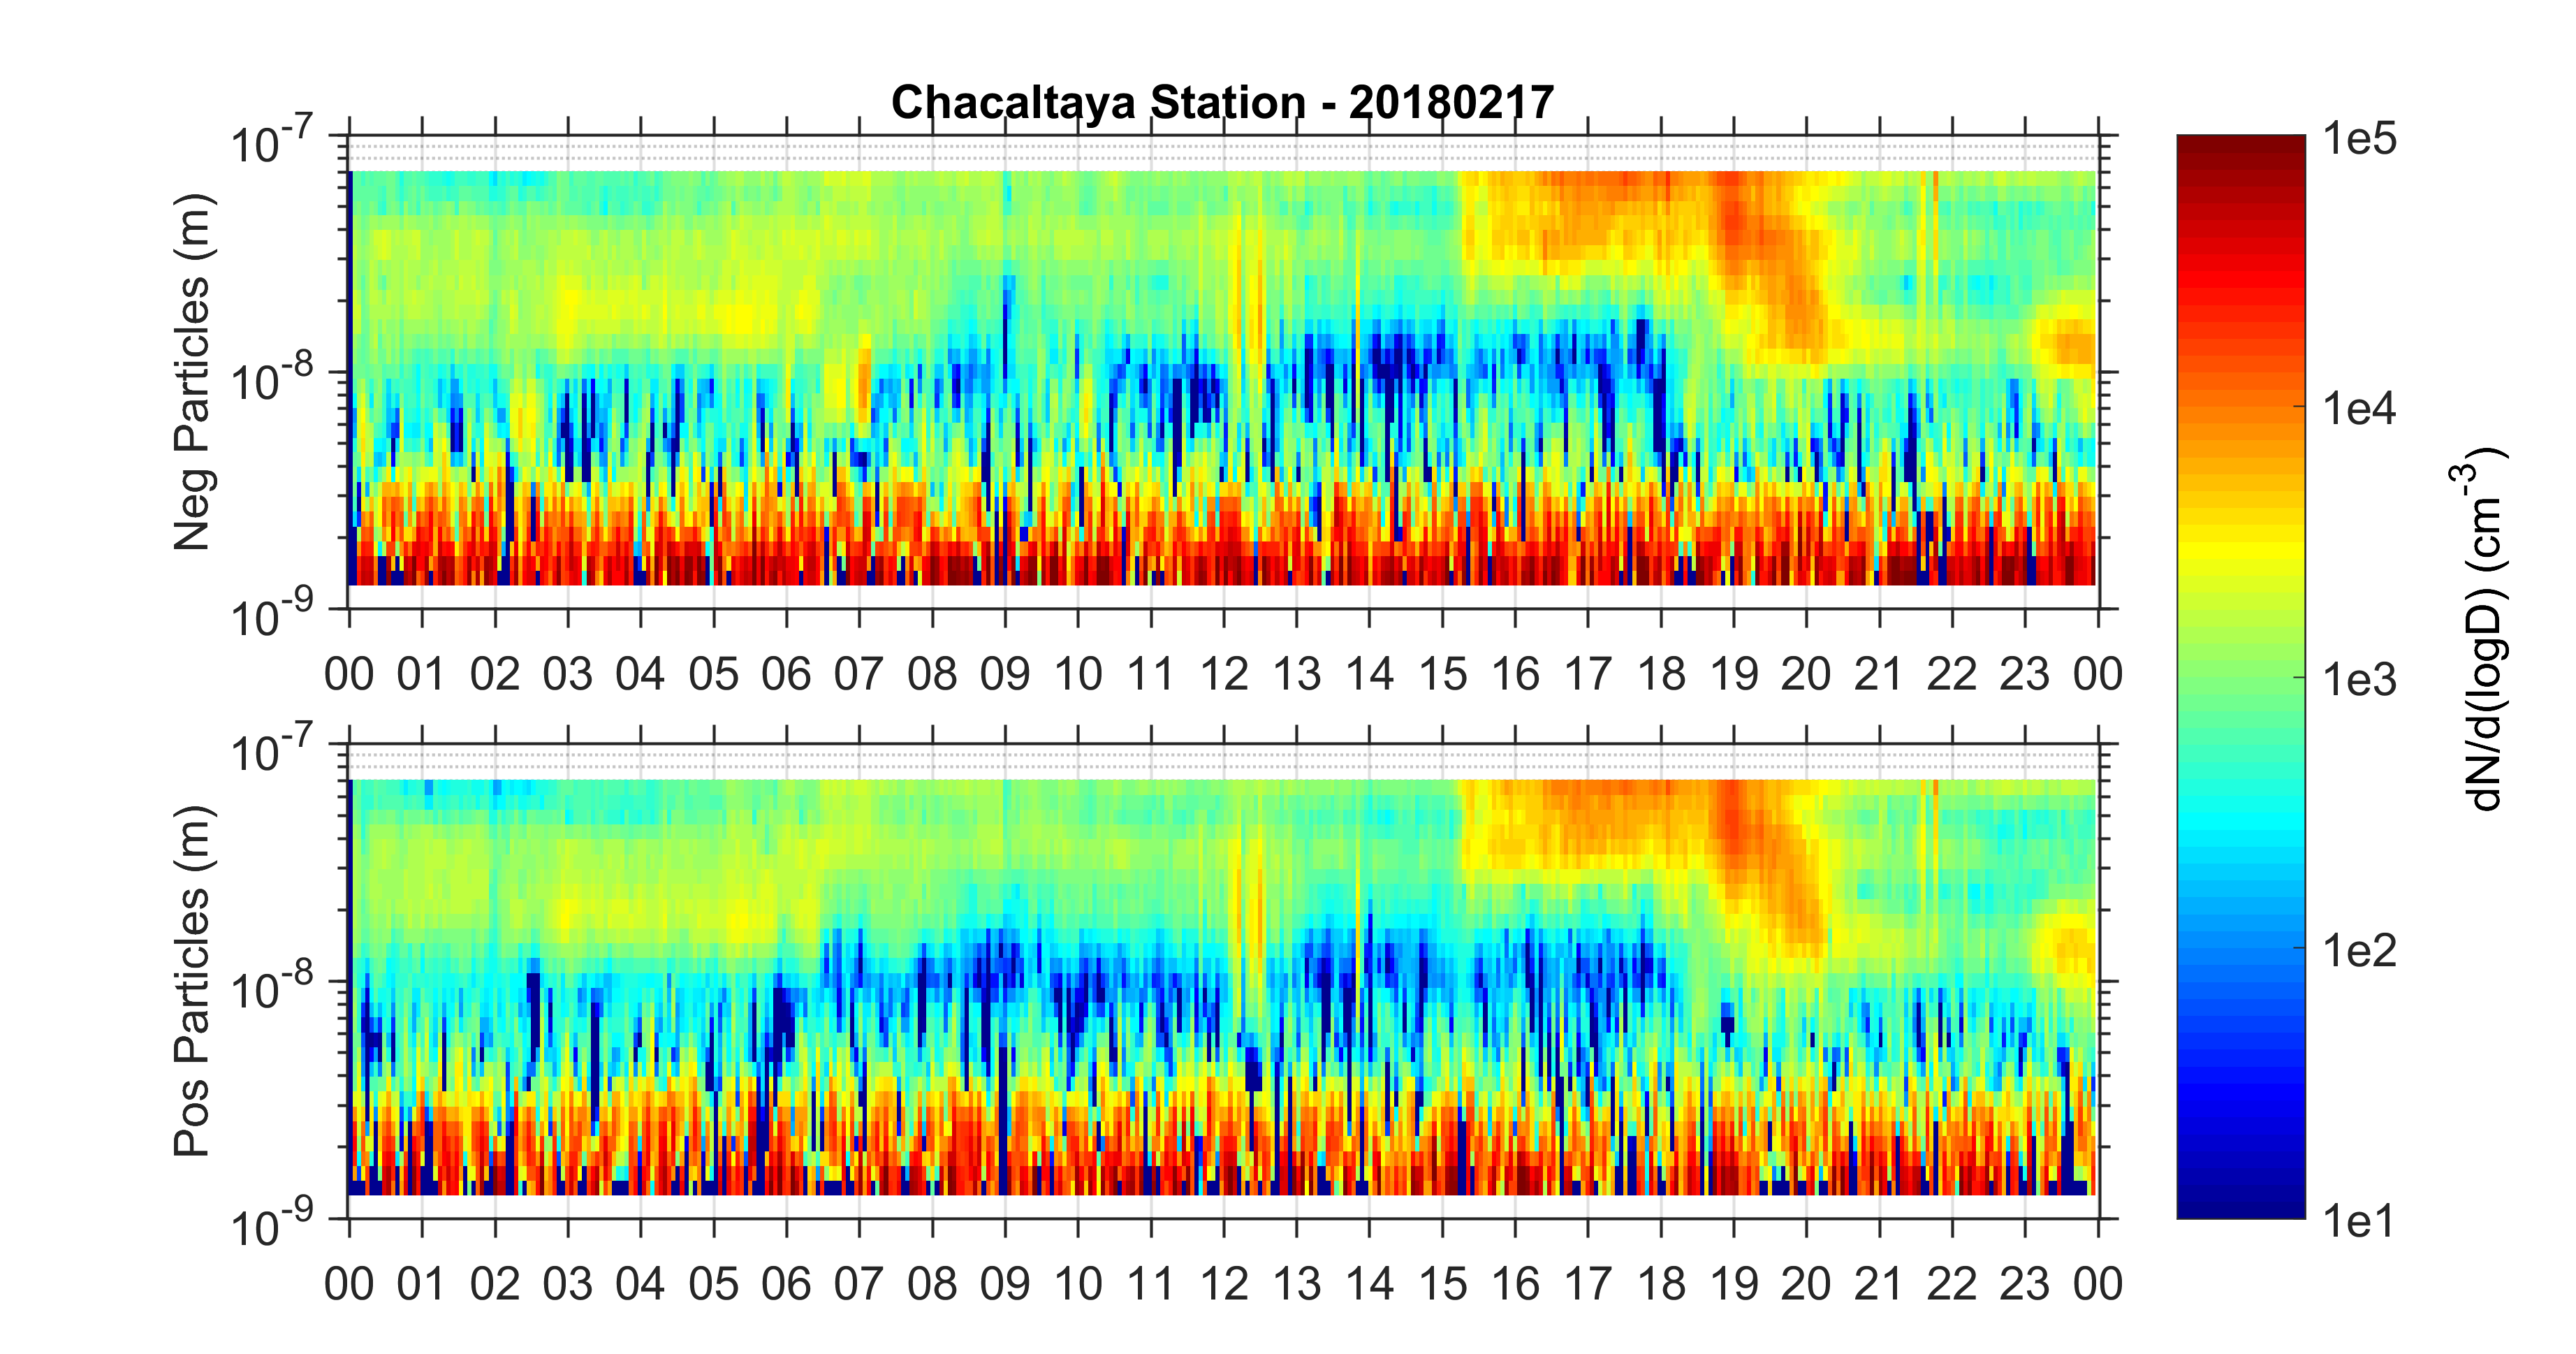 Chacaltaya Station - 20180217
Neg Particles (m)
10-7
10-8
10-9
00 01 02 03 04 05 06 07 08 09 10 11 12 13 14 15 16 17 18 19 20 21 22 23 00
Pos Particles (m)
10-7
10-8
10-9
00 01 02 03 04 05 06 07 08 09 10 11 12 13 14 15 16 17 18 19 20 21 22 23 00
1e5
1e4
1e3
1e2
1e1
dN/d(logD) (cm-3)